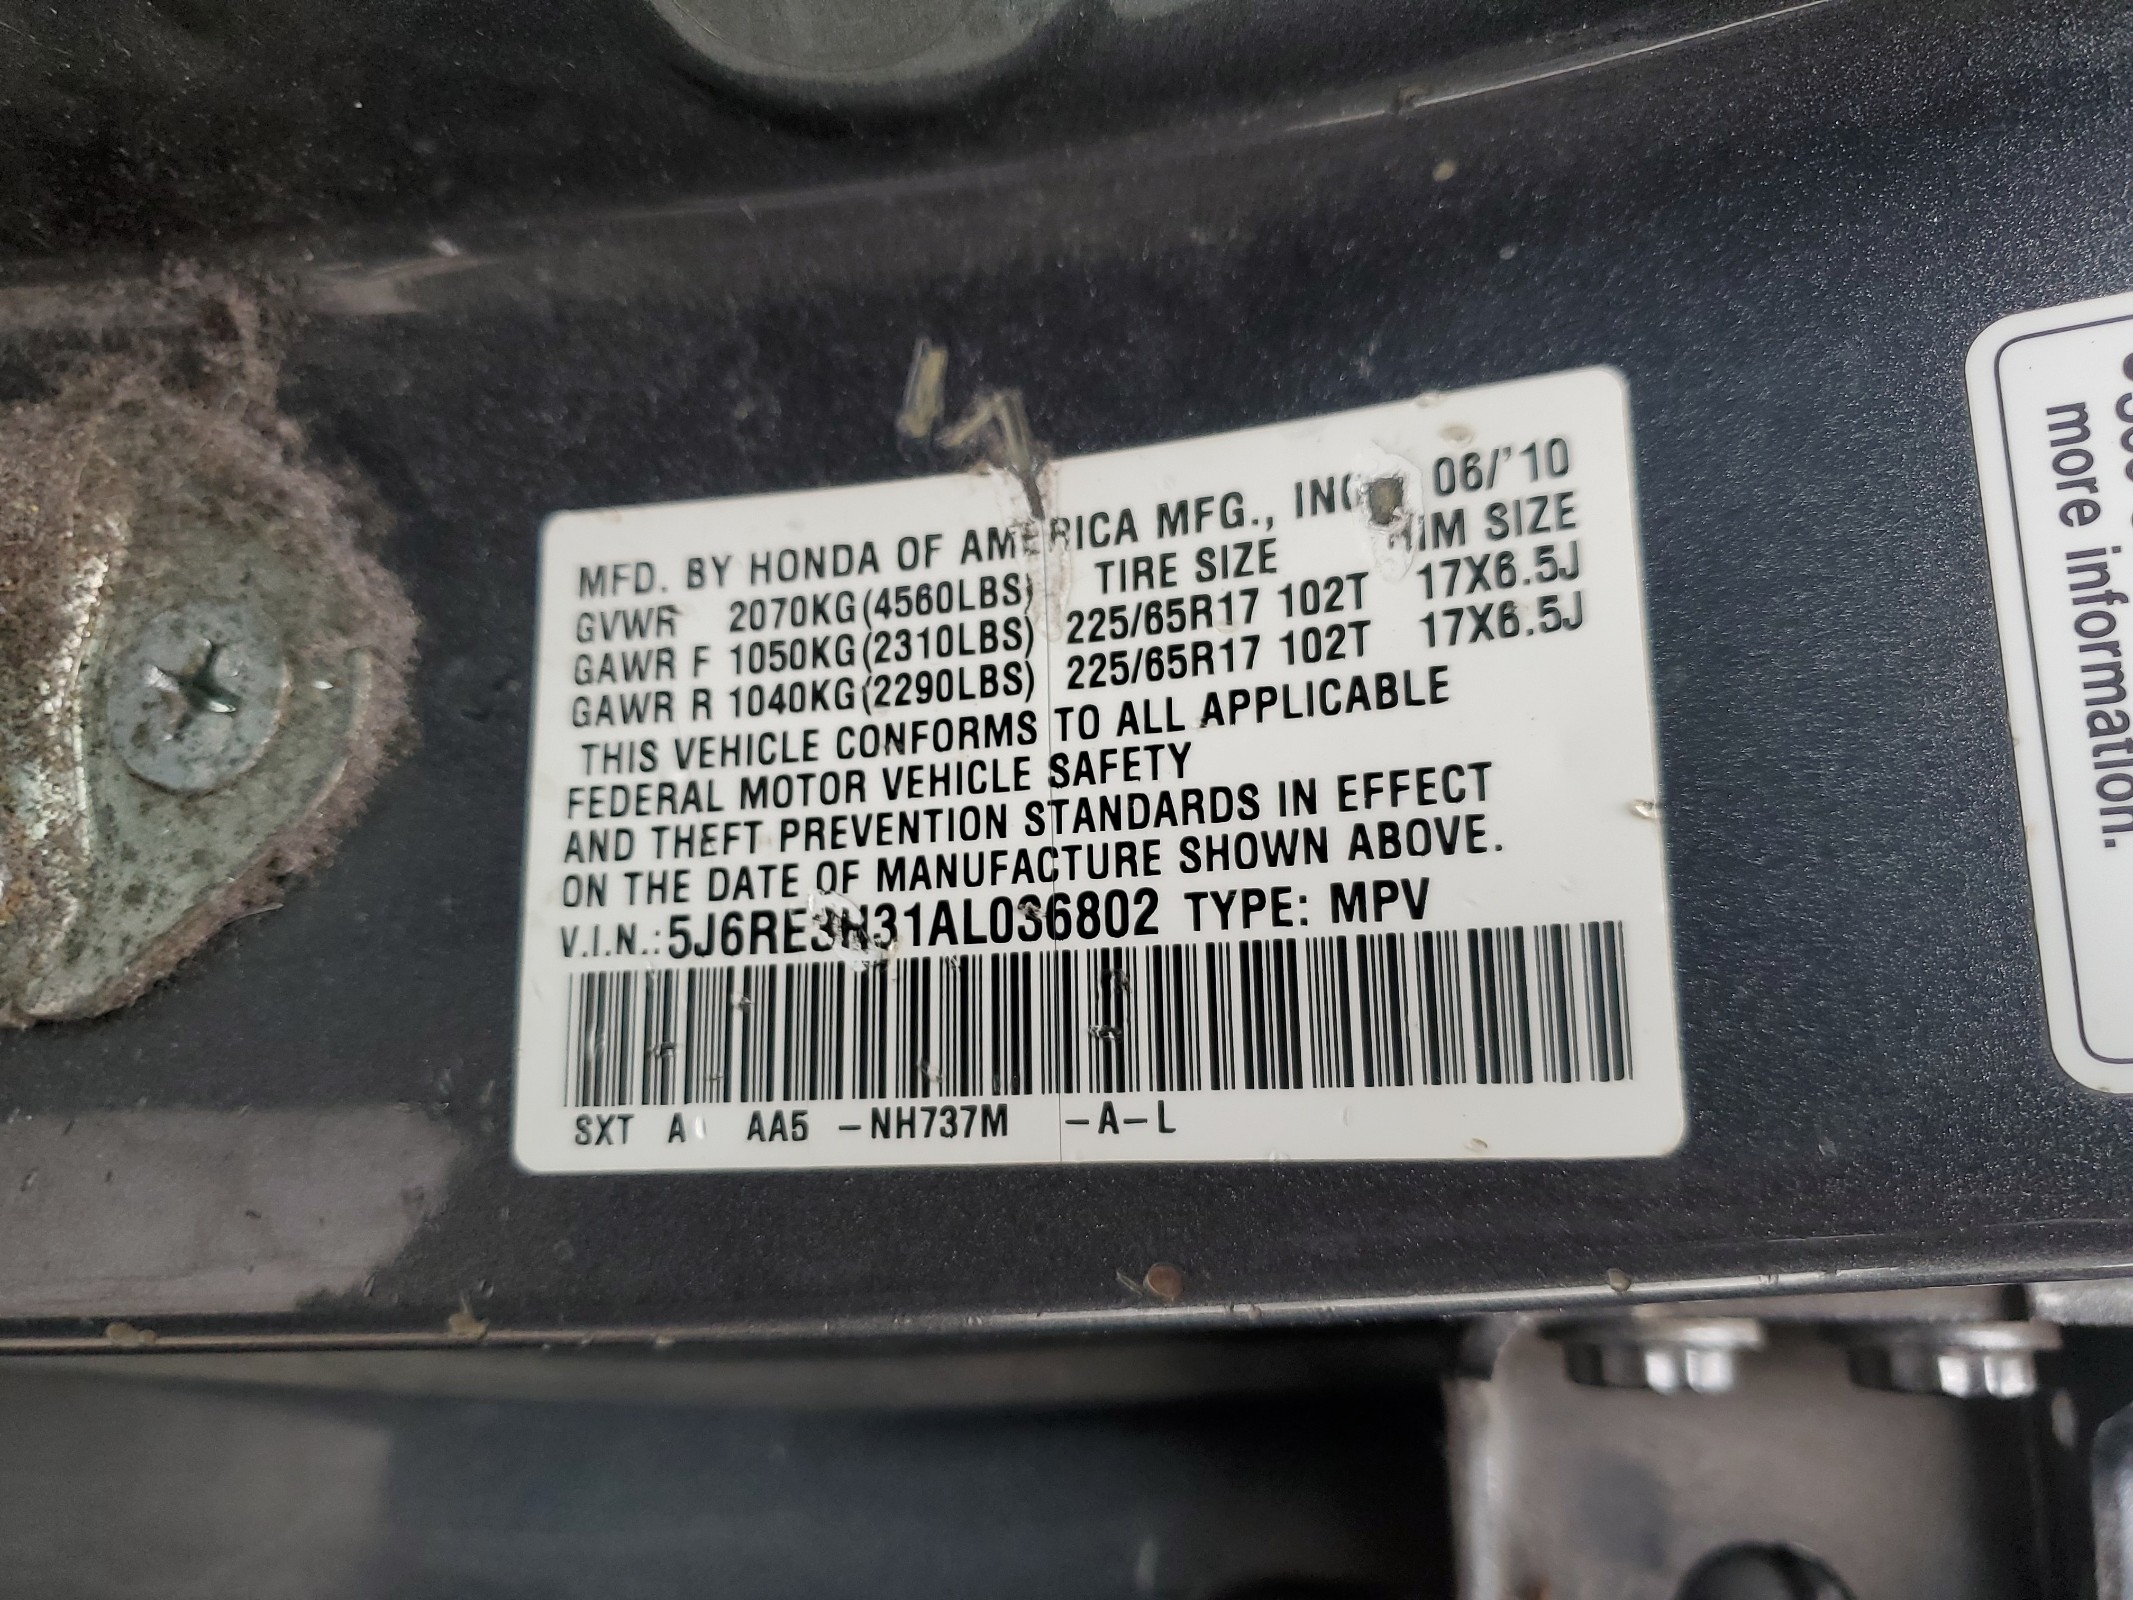 MFD. BY HONDA OF AMERICA MFG., INC. 06/'10
GVWR 2070KG(4560LBS) TIRE SIZE RIM SIZE
GAWR F 1050KG(2310LBS) 225/65R17 102T 17X6.5J
GAWR R 1040KG(2290LBS) 225/65R17 102T 17X6.5J
THIS VEHICLE CONFORMS TO ALL APPLICABLE
FEDERAL MOTOR VEHICLE SAFETY
AND THEFT PREVENTION STANDARDS IN EFFECT
ON THE DATE OF MANUFACTURE SHOWN ABOVE.
V.I.N.:5J6RE3H31AL036802 TYPE: MPV
SXT A AA5 -NH737M -A-L
more information.